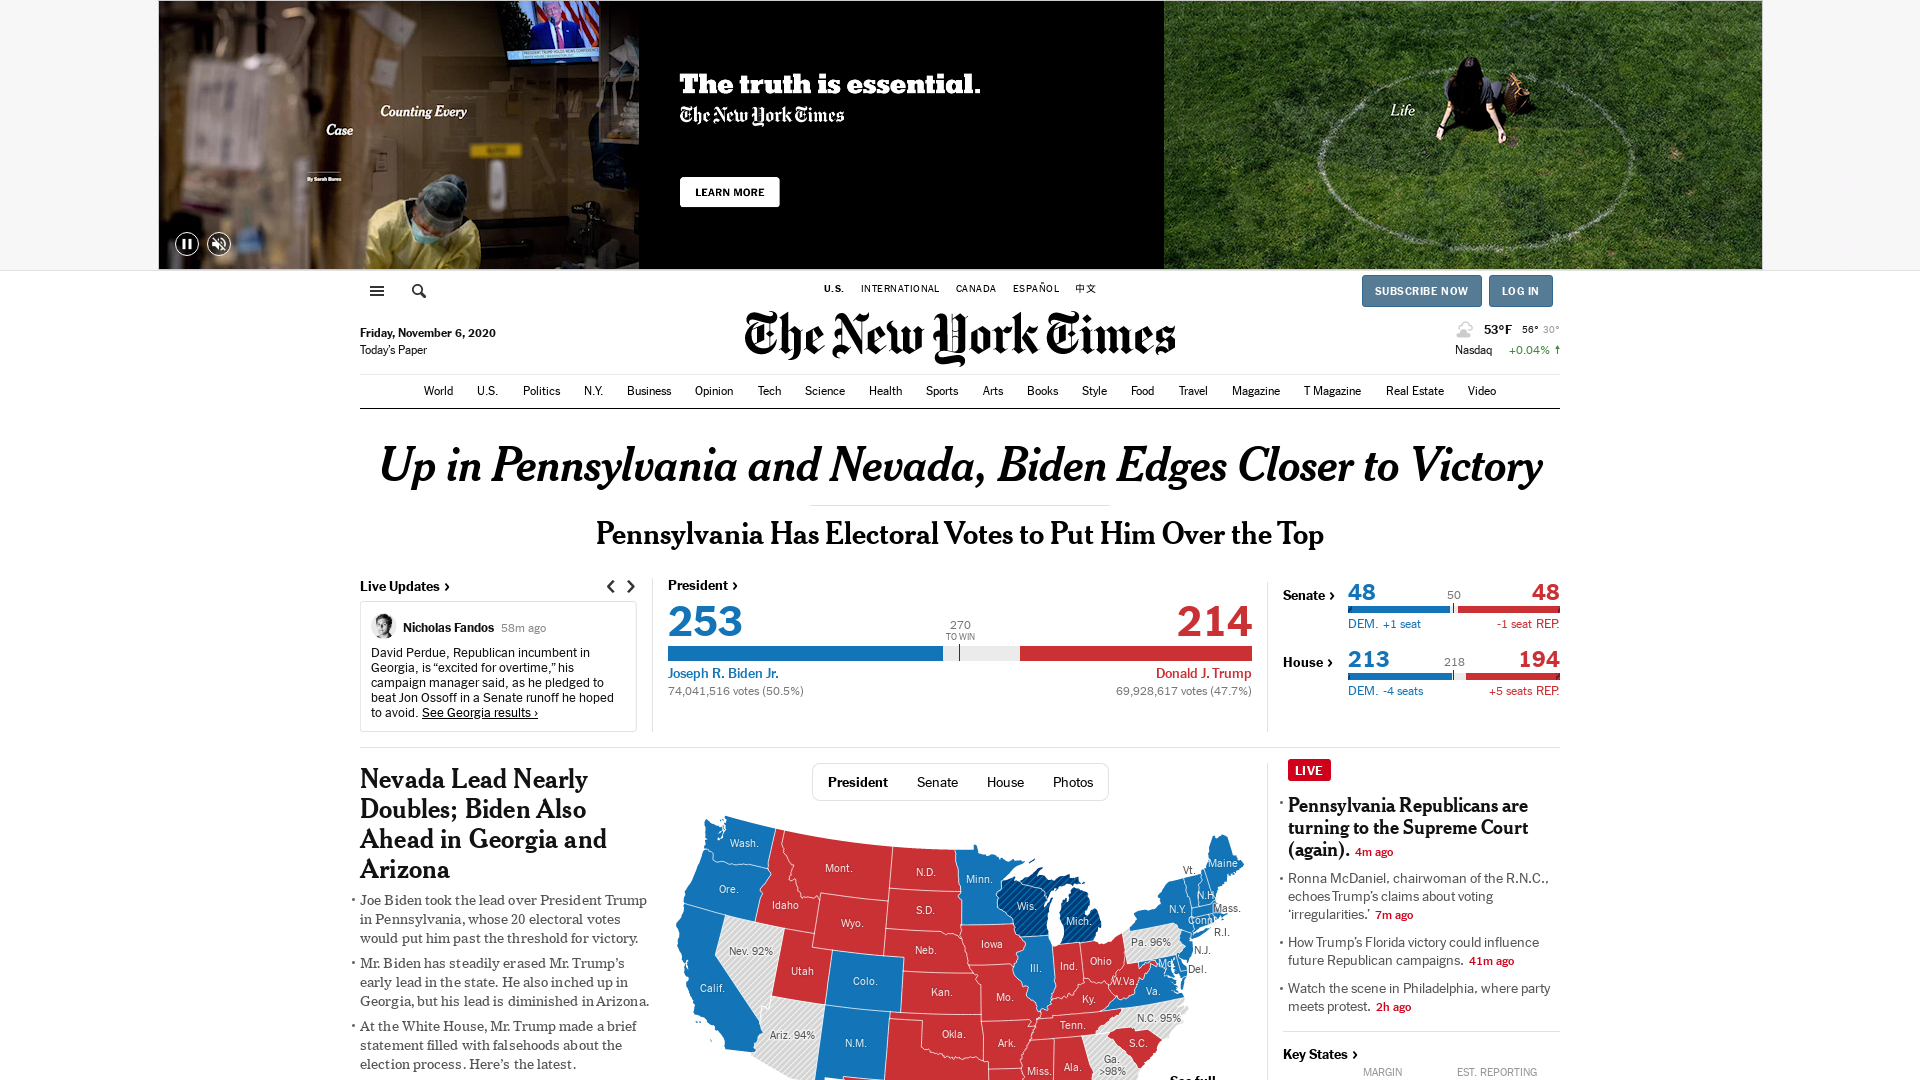 Counting Every
Case
By Sarah Bures
The truth is essential.
The New York Times
LEARN MORE
Life
U.S. INTERNATIONAL CANADA ESPAÑOL 中文
SUBSCRIBE NOW LOG IN
Friday, November 6, 2020
Today's Paper
The New York Times
53°F 56° 30°
Nasdaq +0.04% ↑
World U.S. Politics N.Y. Business Opinion Tech Science Health Sports Arts Books Style Food Travel Magazine T Magazine Real Estate Video
Up in Pennsylvania and Nevada, Biden Edges Closer to Victory
Pennsylvania Has Electoral Votes to Put Him Over the Top
Live Updates ›
Nicholas Fandos 58m ago
David Perdue, Republican incumbent in
Georgia, is “excited for overtime,” his
campaign manager said, as he pledged to
beat Jon Ossoff in a Senate runoff he hoped
to avoid. See Georgia results ›
President ›
253 214
270
TO WIN
Joseph R. Biden Jr. Donald J. Trump
74,041,516 votes (50.5%) 69,928,617 votes (47.7%)
Senate › 48 50 48
DEM. +1 seat -1 seat REP.
House › 213 218 194
DEM. -4 seats +5 seats REP.
Nevada Lead Nearly
Doubles; Biden Also
Ahead in Georgia and
Arizona
• Joe Biden took the lead over President Trump
in Pennsylvania, whose 20 electoral votes
would put him past the threshold for victory.
• Mr. Biden has steadily erased Mr. Trump’s
early lead in the state. He also inched up in
Georgia, but his lead is diminished in Arizona.
• At the White House, Mr. Trump made a brief
statement filled with falsehoods about the
election process. Here’s the latest.
President Senate House Photos
Wash.
Mont.
N.D.
Minn.
Vt.
Maine
Ore.
Idaho
S.D.
Wis.
Mich.
N.H.
N.Y.
Mass.
Wyo.
Conn.
R.I.
Nev. 92%
Neb.
Iowa
Pa. 96%
N.J.
Utah
Colo.
Ill.
Ind.
Ohio
Md.
Del.
Calif.
Kan.
Mo.
W.Va.
Ky.
Va.
Ariz. 94%
N.M.
Okla.
Ark.
Tenn.
N.C. 95%
S.C.
Miss.
Ala.
Ga.
>98%
See full
LIVE
• Pennsylvania Republicans are
turning to the Supreme Court
(again). 4m ago
• Ronna McDaniel, chairwoman of the R.N.C.,
echoes Trump’s claims about voting
‘irregularities.’ 7m ago
• How Trump’s Florida victory could influence
future Republican campaigns. 41m ago
• Watch the scene in Philadelphia, where party
meets protest. 2h ago
Key States ›
MARGIN EST. REPORTING